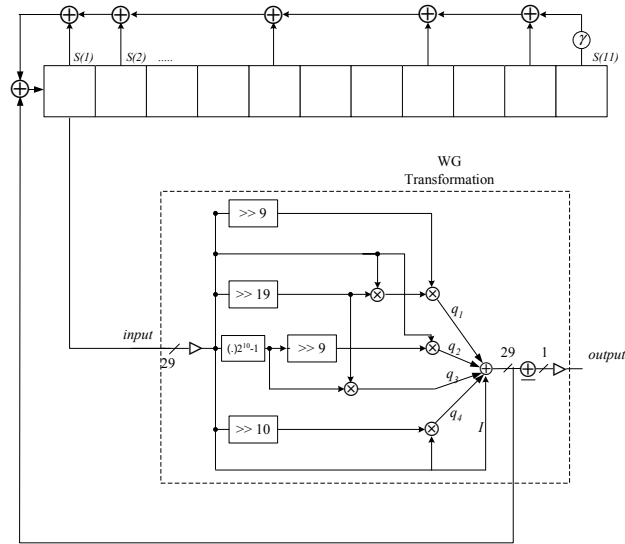 γ
S(1)
S(2)
.....
S(11)
WG
Transformation
>> 9
>> 19
q1
input
29
(.)2^10-1
>> 9
q2
29
1
output
q3
q4
>> 10
I